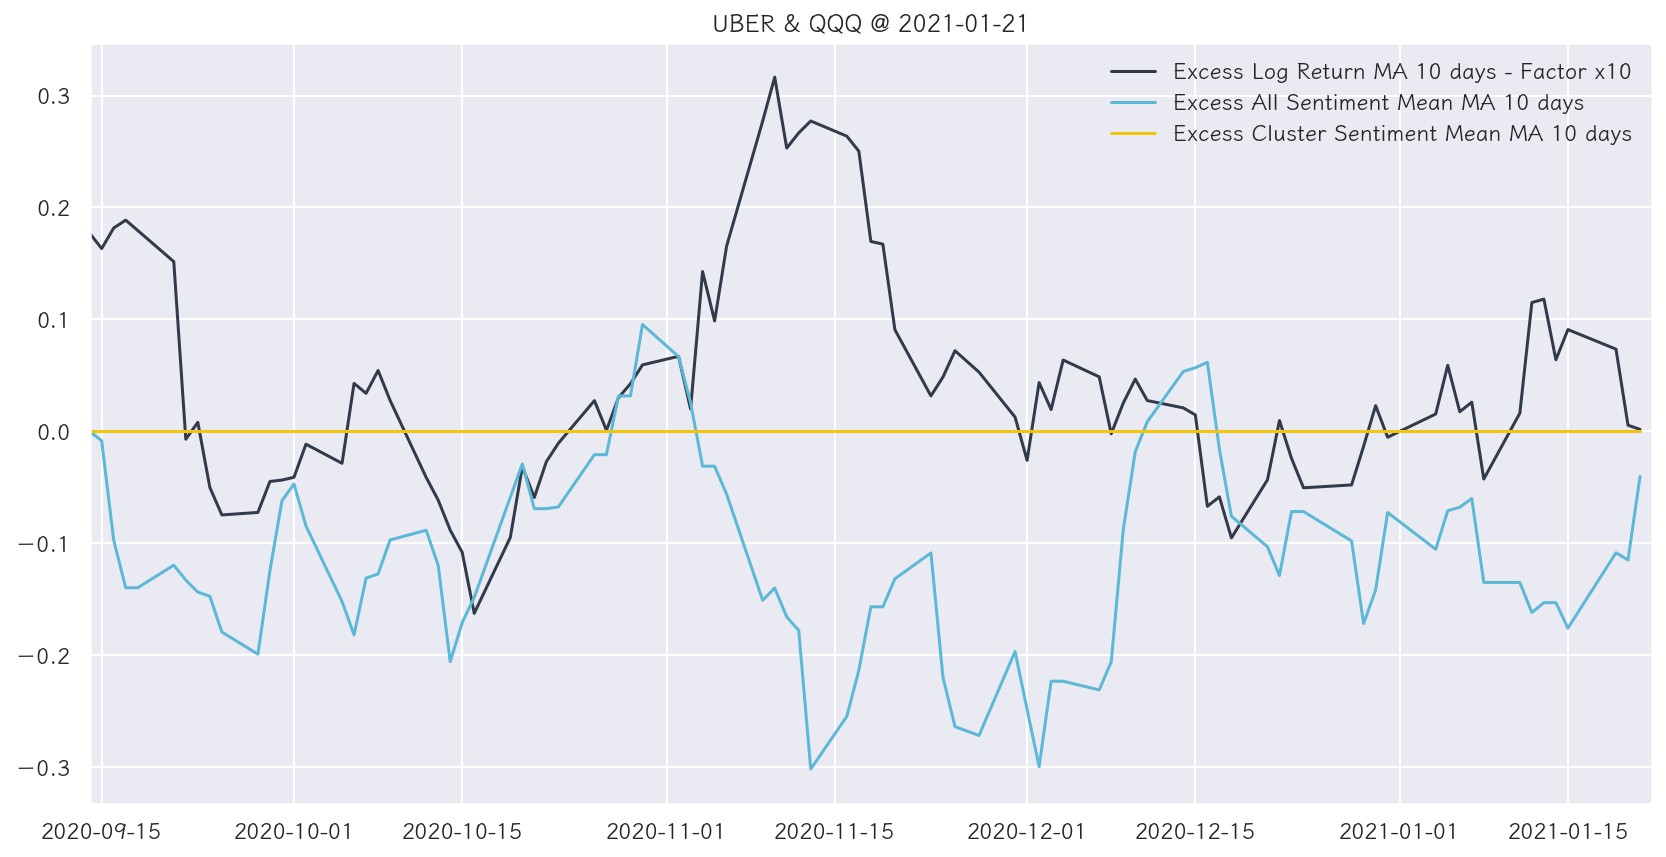 UBER & QQQ @ 2021-01-21
Excess Log Return MA 10 days - Factor x10
Excess All Sentiment Mean MA 10 days
Excess Cluster Sentiment Mean MA 10 days
0.3
0.2
0.1
0.0
−0.1
−0.2
−0.3
2020-09-15 2020-10-01 2020-10-15 2020-11-01 2020-11-15 2020-12-01 2020-12-15 2021-01-01 2021-01-15